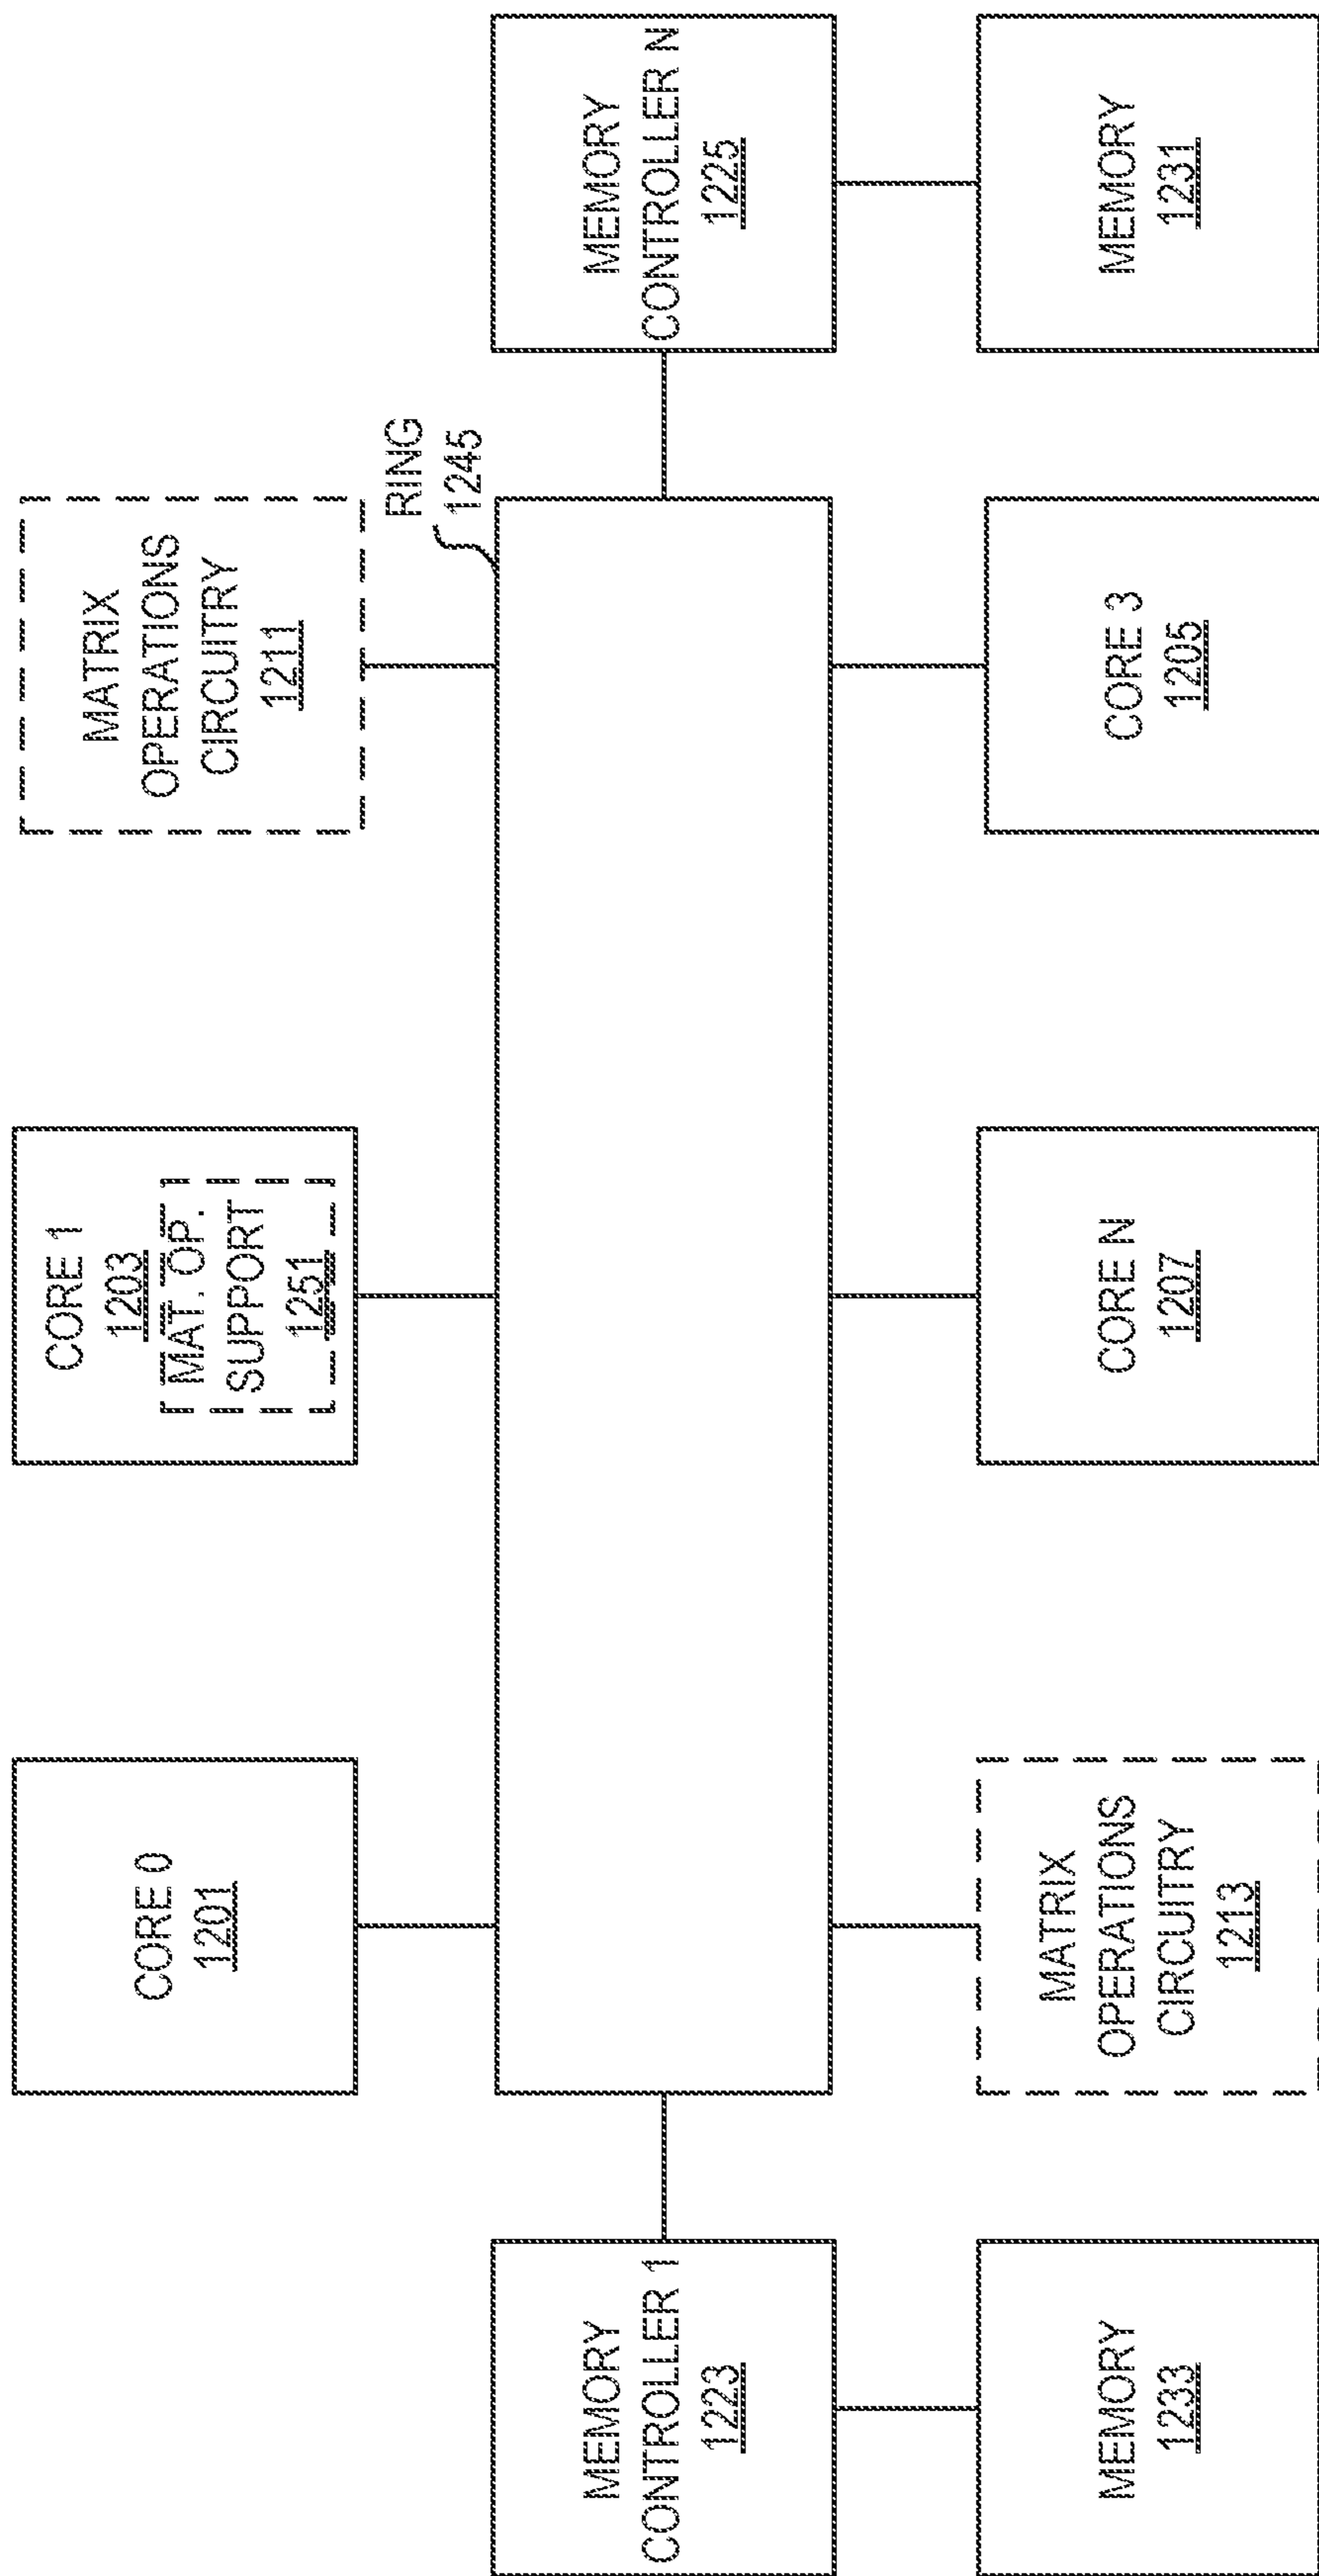 CORE 0
1201
CORE 1
1203
MAT. OP.
SUPPORT
1251
MATRIX
OPERATIONS
CIRCUITRY
1211
RING
1245
MEMORY
CONTROLLER 1
1223
MEMORY
CONTROLLER N
1225
MEMORY
1233
MATRIX
OPERATIONS
CIRCUITRY
1213
CORE N
1207
CORE 3
1205
MEMORY
1231